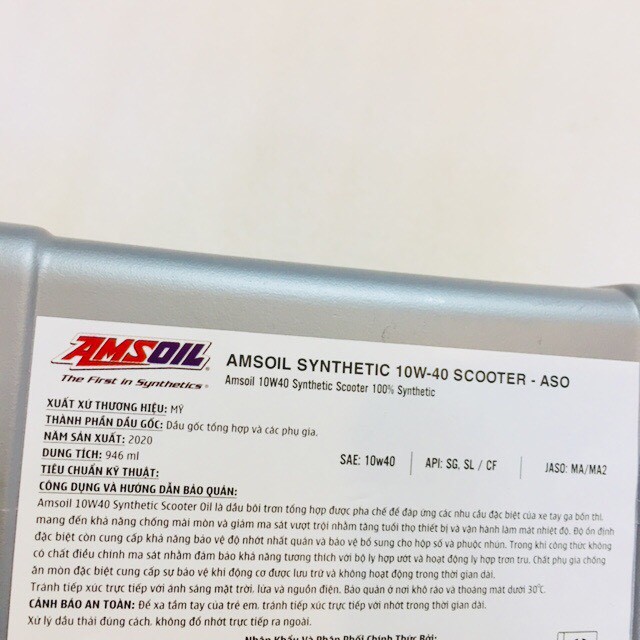 AMSOIL
The First in Synthetics®
AMSOIL SYNTHETIC 10W-40 SCOOTER - ASO
Amsoil 10W40 Synthetic Scooter 100% Synthetic
XUẤT XỨ THƯƠNG HIỆU: MỸ
THÀNH PHẦN DẦU GỐC: Dầu gốc tổng hợp và các phụ gia.
NĂM SẢN XUẤT: 2020
DUNG TÍCH: 946 ml
SAE: 10w40 | API: SG, SL / CF | JASO: MA/MA2
TIÊU CHUẨN KỸ THUẬT:
CÔNG DỤNG VÀ HƯỚNG DẪN BẢO QUẢN:
Amsoil 10W40 Synthetic Scooter Oil là dầu bôi trơn tổng hợp được pha chế để đáp ứng các nhu cầu đặc biệt của xe tay ga bốn thì.
mang đến khả năng chống mài mòn và giảm ma sát vượt trội nhằm tăng tuổi thọ thiết bị và vận hành làm mát nhiệt độ. Độ ổn định
đặc biệt còn cung cấp khả năng bảo vệ độ nhớt nhất quán và bảo vệ bổ sung cho hộp số và phuộc nhún. Trong khi công thức không
có chất điều chỉnh ma sát nhằm đảm bảo khả năng tương thích với bộ ly hợp ướt và hoạt động ly hợp trơn tru. Chất phụ gia chống
ăn mòn đặc biệt cung cấp sự bảo vệ khi động cơ được lưu trữ và không hoạt động trong thời gian dài.
Tránh tiếp xúc trực tiếp với ánh sáng mặt trời, lửa và nguồn điện. Bảo quản ở nơi khô ráo và thoáng mát dưới 30°C.
CẢNH BÁO AN TOÀN: Để xa tầm tay của trẻ em, tránh tiếp xúc trực tiếp với nhớt trong thời gian dài.
Xử lý dầu thải đúng cách, không đổ nhớt trực tiếp ra ngoài.
Nhập Khẩu Và Phân Phối Chính Thức Bởi: